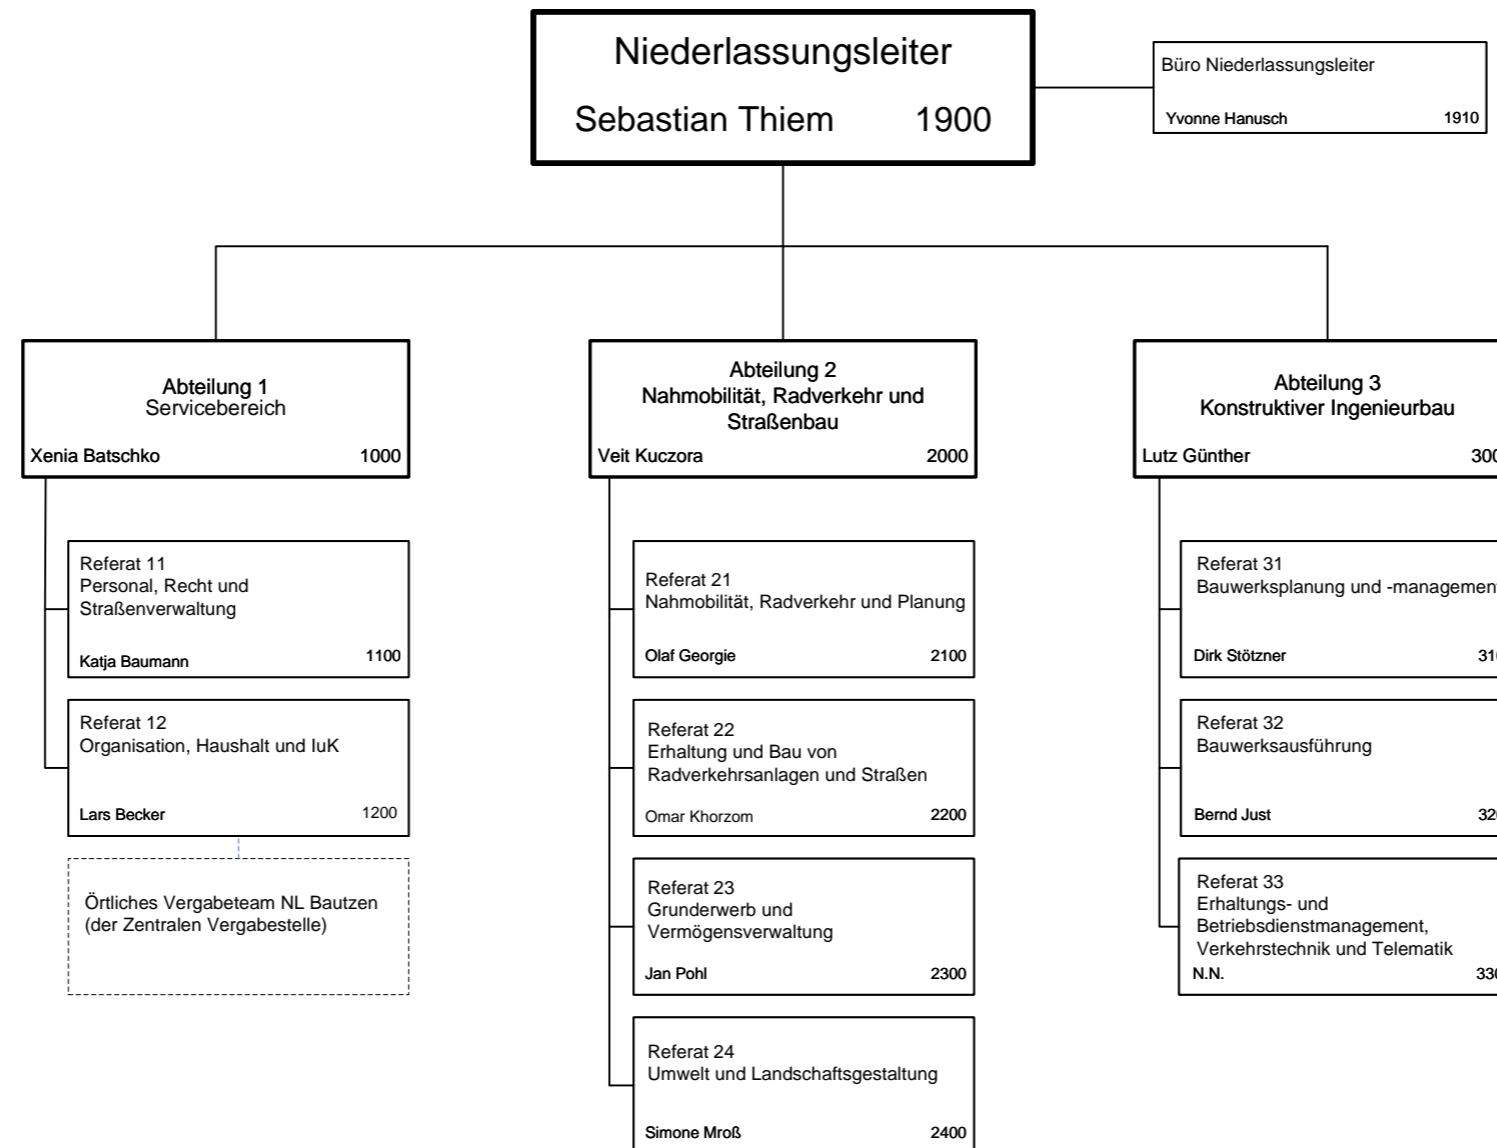 Niederlassungsleiter
Sebastian Thiem 1900
Büro Niederlassungsleiter
Yvonne Hanusch 1910
Abteilung 1
Servicebereich
Xenia Batschko 1000
Referat 11
Personal, Recht und
Straßenverwaltung
Katja Baumann 1100
Referat 12
Organisation, Haushalt und IuK
Lars Becker 1200
Örtliches Vergabeteam NL Bautzen
(der Zentralen Vergabestelle)
Abteilung 2
Nahmobilität, Radverkehr und
Straßenbau
Veit Kuczora 2000
Referat 21
Nahmobilität, Radverkehr und Planung
Olaf Georgie 2100
Referat 22
Erhaltung und Bau von
Radverkehrsanlagen und Straßen
Omar Khorzom 2200
Referat 23
Grunderwerb und
Vermögensverwaltung
Jan Pohl 2300
Referat 24
Umwelt und Landschaftsgestaltung
Simone Mroß 2400
Abteilung 3
Konstruktiver Ingenieurbau
Lutz Günther
Referat 31
Bauwerksplanung und -management
Dirk Stötzner
Referat 32
Bauwerksausführung
Bernd Just
Referat 33
Erhaltungs- und
Betriebsdienstmanagement,
Verkehrstechnik und Telematik
N.N.